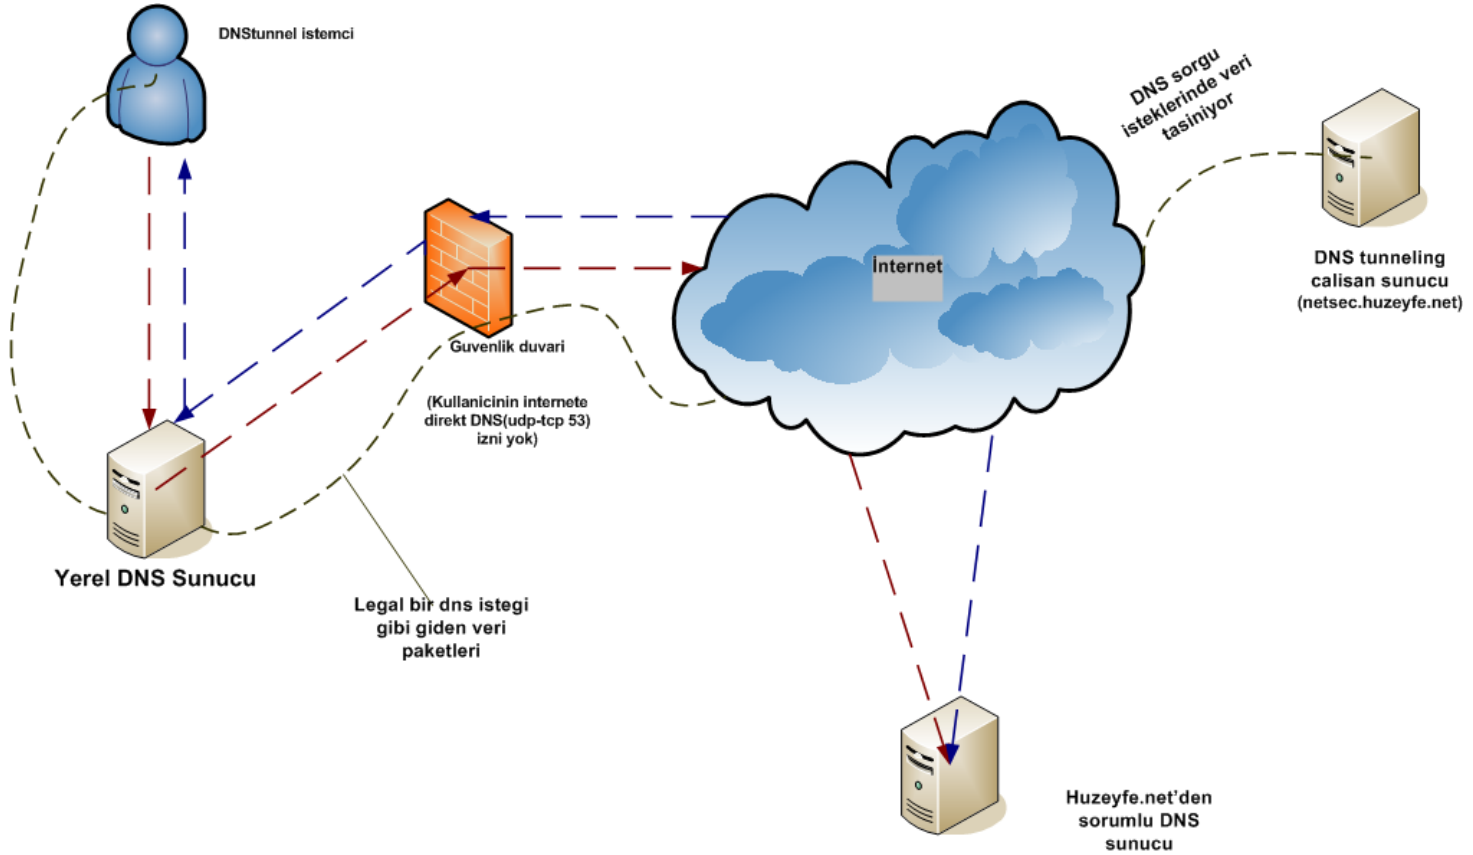 DNStunnel istemci
DNS sorgu
isteklerinde veri
tasiniyor
İnternet
DNS tunneling
calisan sunucu
(netsec.huzeyfe.net)
Guvenlik duvari
(Kullanicinin internete
direkt DNS(udp-tcp 53)
izni yok)
Yerel DNS Sunucu
Legal bir dns istegi
gibi giden veri
paketleri
Huzeyfe.net'den
sorumlu DNS
sunucu